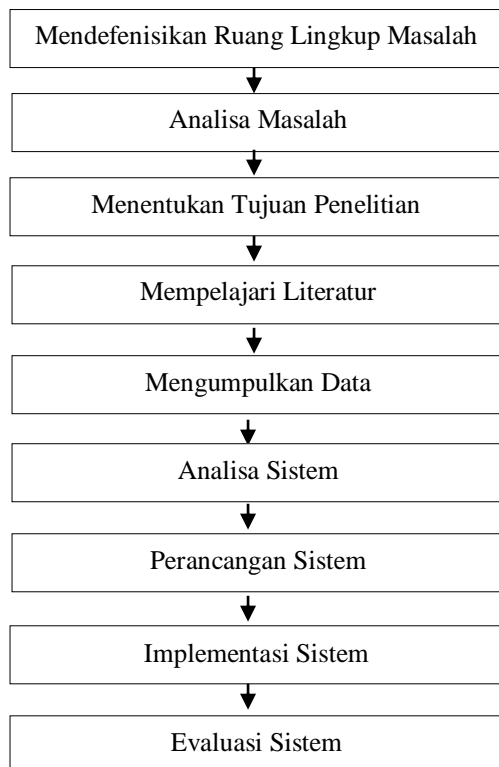 Mendefenisikan Ruang Lingkup Masalah
Analisa Masalah
Menentukan Tujuan Penelitian
Mempelajari Literatur
Mengumpulkan Data
Analisa Sistem
Perancangan Sistem
Implementasi Sistem
Evaluasi Sistem